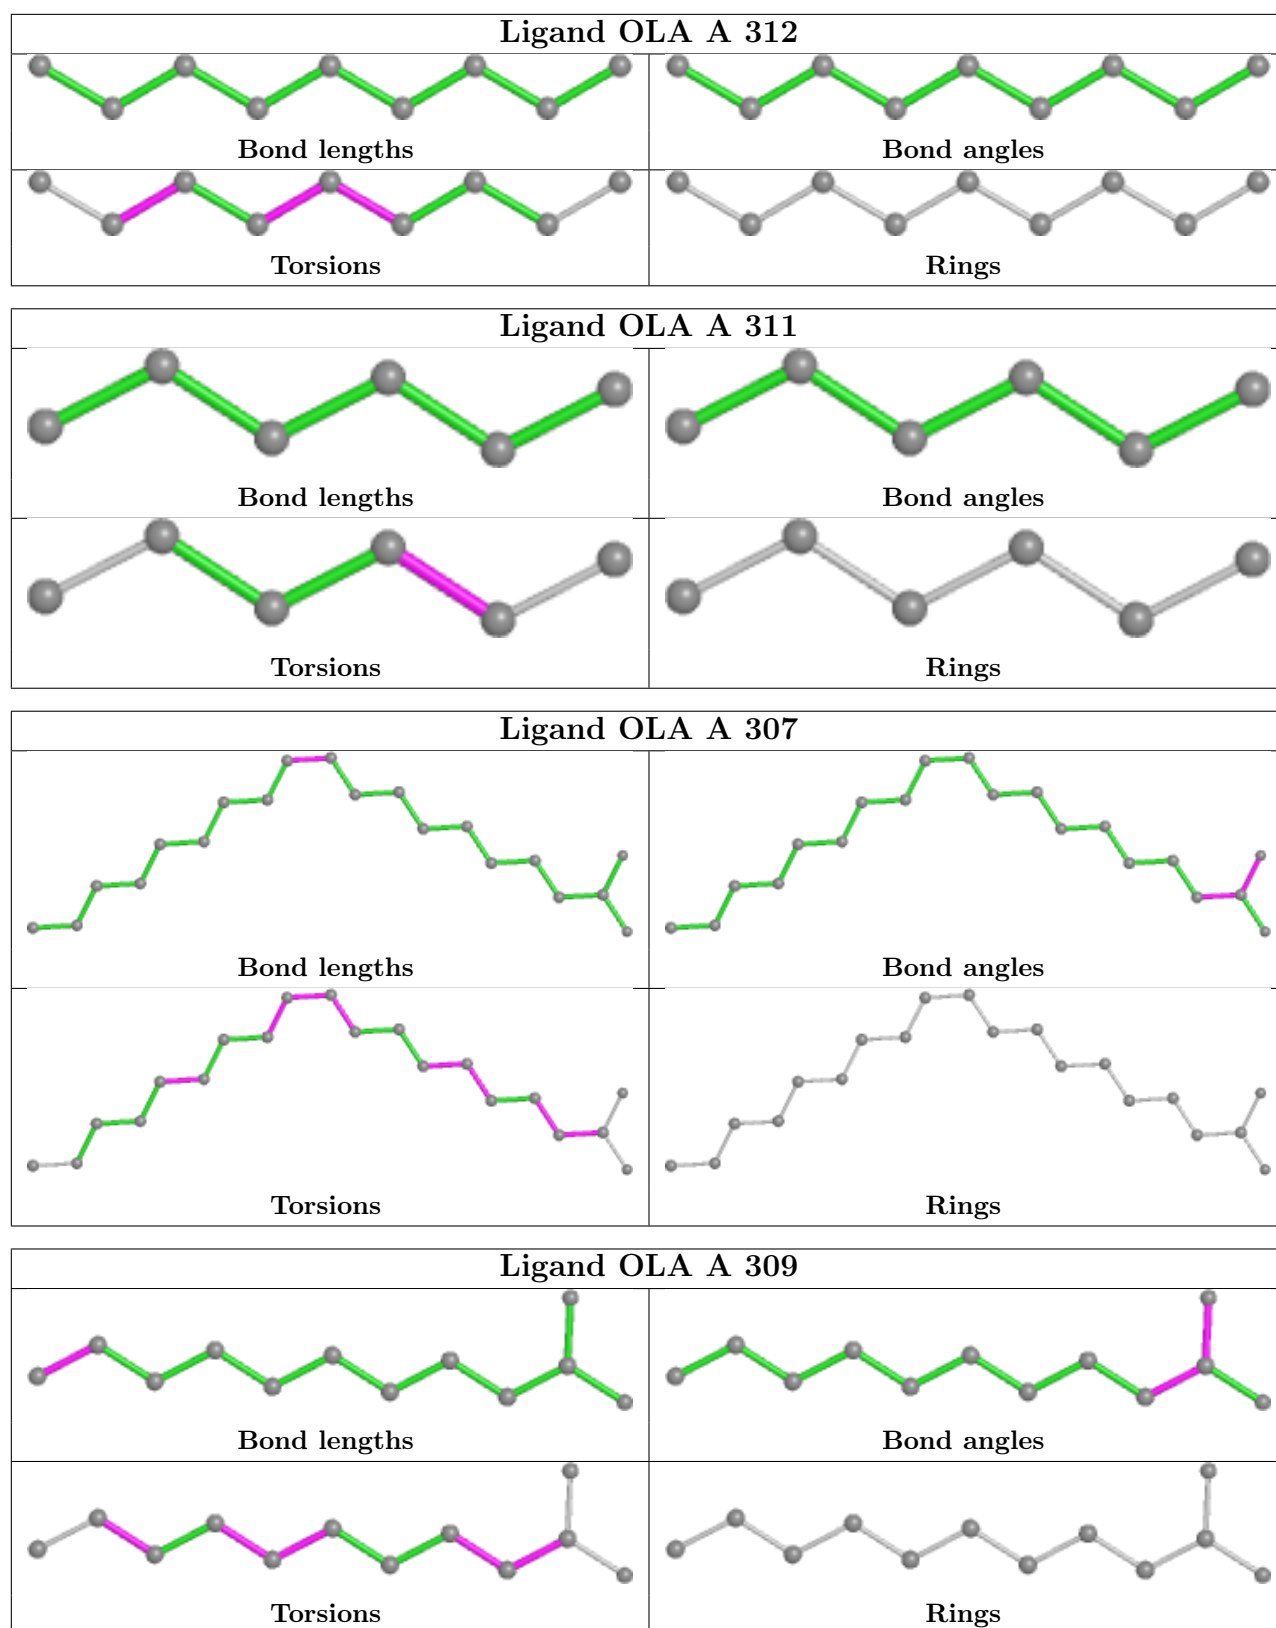 Ligand OLA A 312
Bond lengths
Bond angles
Torsions
Rings
Ligand OLA A 311
Bond lengths
Bond angles
Torsions
Rings
Ligand OLA A 307
Bond lengths
Bond angles
Torsions
Rings
Ligand OLA A 309
Bond lengths
Bond angles
Torsions
Rings